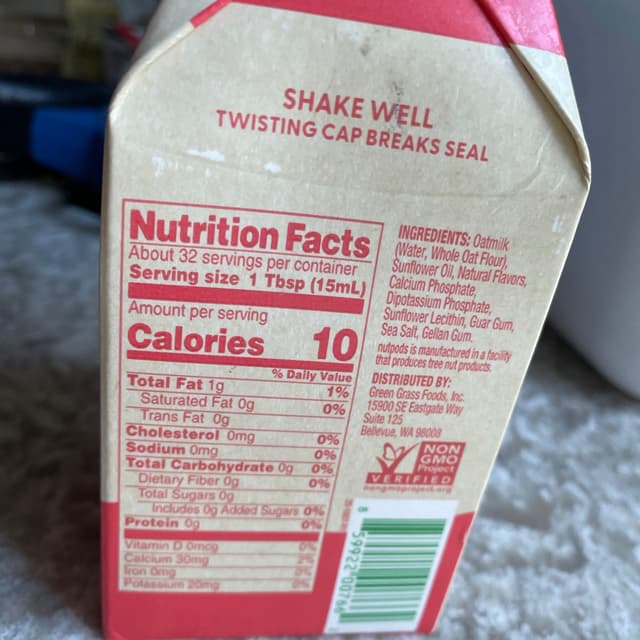 SHAKE WELL
TWISTING CAP BREAKS SEAL
Nutrition Facts
About 32 servings per container
Serving size 1 Tbsp (15mL)
Amount per serving
Calories 10
% Daily Value
Total Fat 1g 1%
Saturated Fat 0g 0%
Trans Fat 0g
Cholesterol 0mg 0%
Sodium 0mg 0%
Total Carbohydrate 0g 0%
Dietary Fiber 0g 0%
Total Sugars 0g
Includes 0g Added Sugars 0%
Protein 0g 0%
Vitamin D 0mcg 0%
Calcium 30mg 2%
Iron 0mg 0%
Potassium 20mg 0%
INGREDIENTS: Oatmilk
(Water, Whole Oat Flour),
Sunflower Oil, Natural Flavors,
Calcium Phosphate,
Dipotassium Phosphate,
Sunflower Lecithin, Guar Gum,
Sea Salt, Gellan Gum.
nutpods is manufactured in a facility
that produces tree nut products.
DISTRIBUTED BY:
Green Grass Foods, Inc.
15900 SE Eastgate Way
Suite 125
Bellevue, WA 98008
NON
GMO
Project
VERIFIED
nongmoproject.org